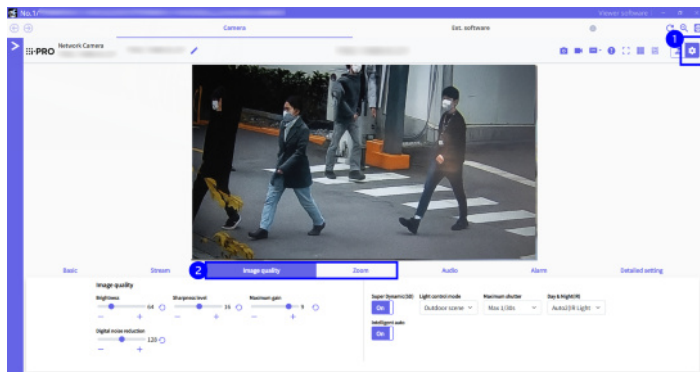 No.1/
Viewer software
Camera
Ext. software
1
i-PRO
Network Camera
Basic
Stream
2
Image quality
Zoom
Audio
Alarm
Detailed setting
Image quality
Brightness
64
Sharpness level
16
Maximum gain
9
Digital noise reduction
128
Super Dynamic(SD)
On
Light control mode
Outdoor scene
Maximum shutter
Max 1/30s
Day & Night(IR)
Auto2(IR Light)
Intelligent auto
On